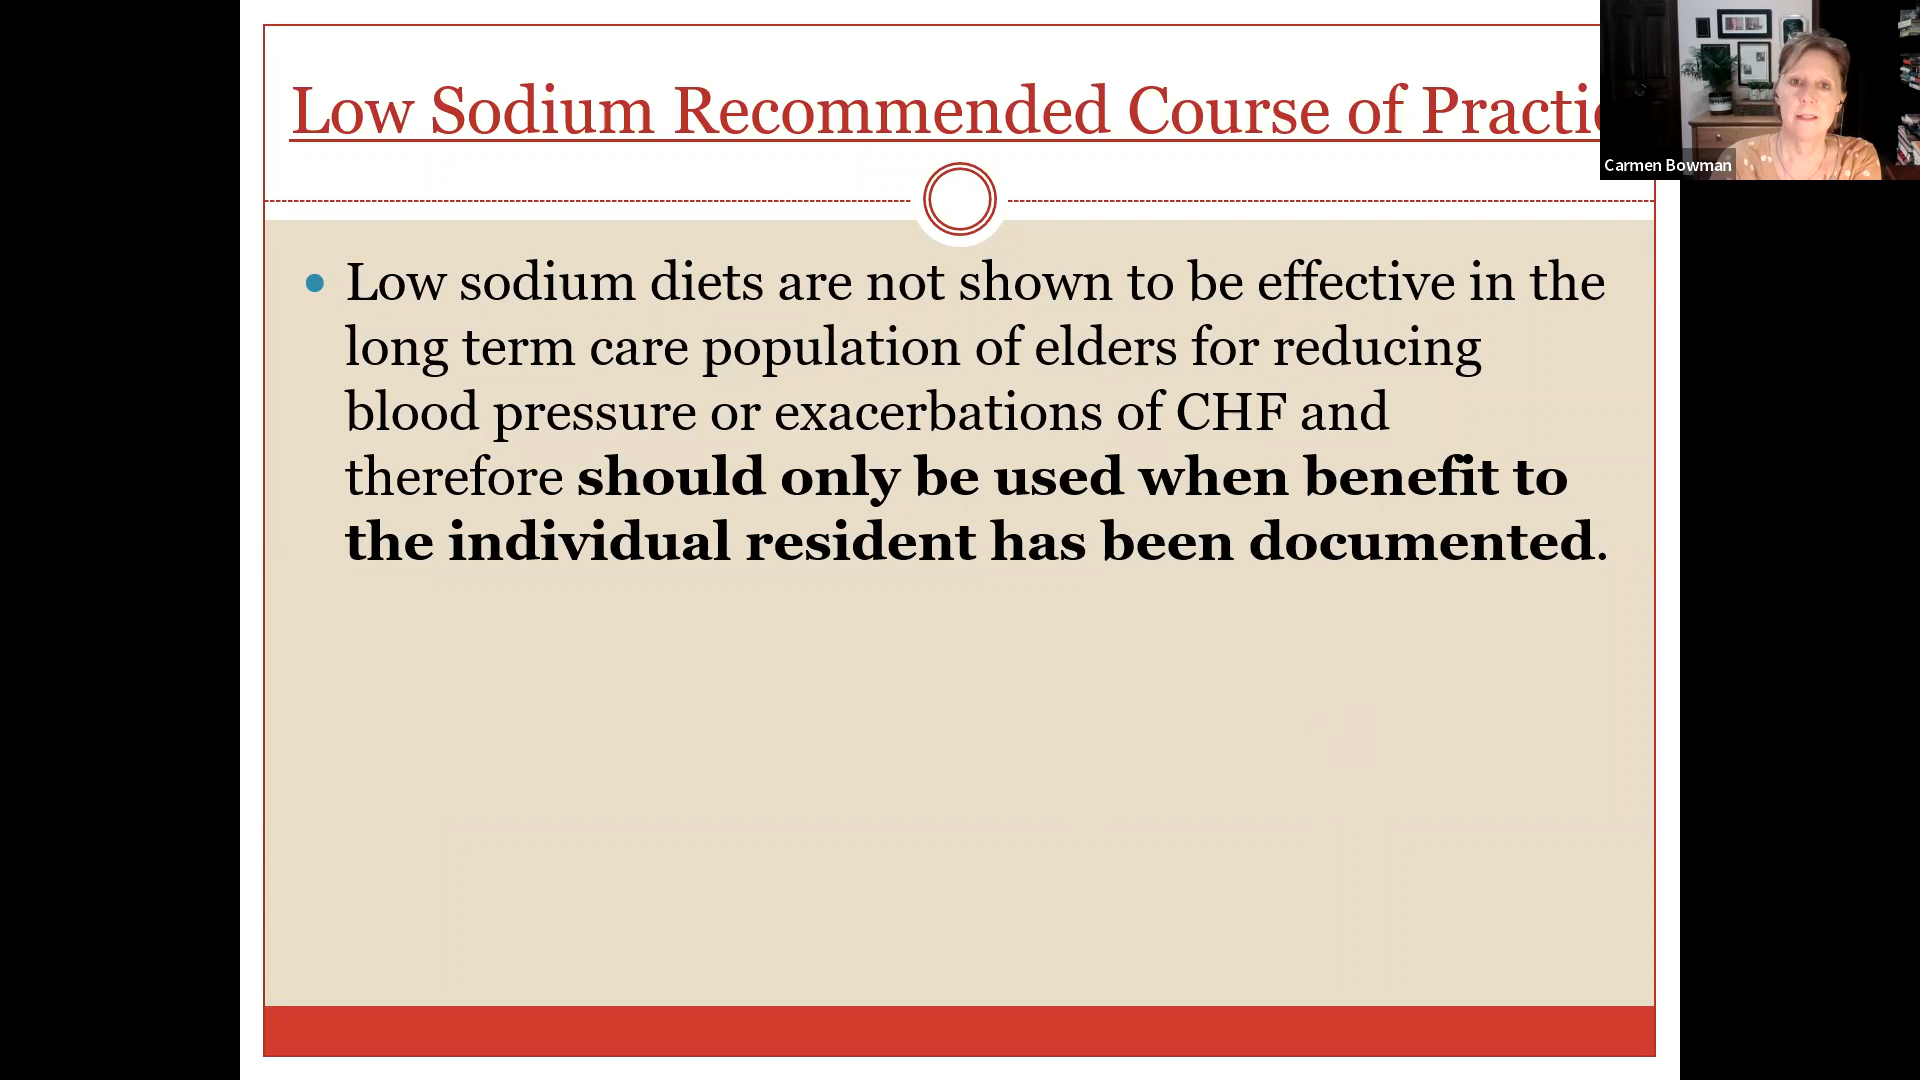 Low Sodium Recommended Course of Practi
Carmen Bowman
Low sodium diets are not shown to be effective in the
long term care population of elders for reducing
blood pressure or exacerbations of CHF and
therefore should only be used when benefit to
the individual resident has been documented.